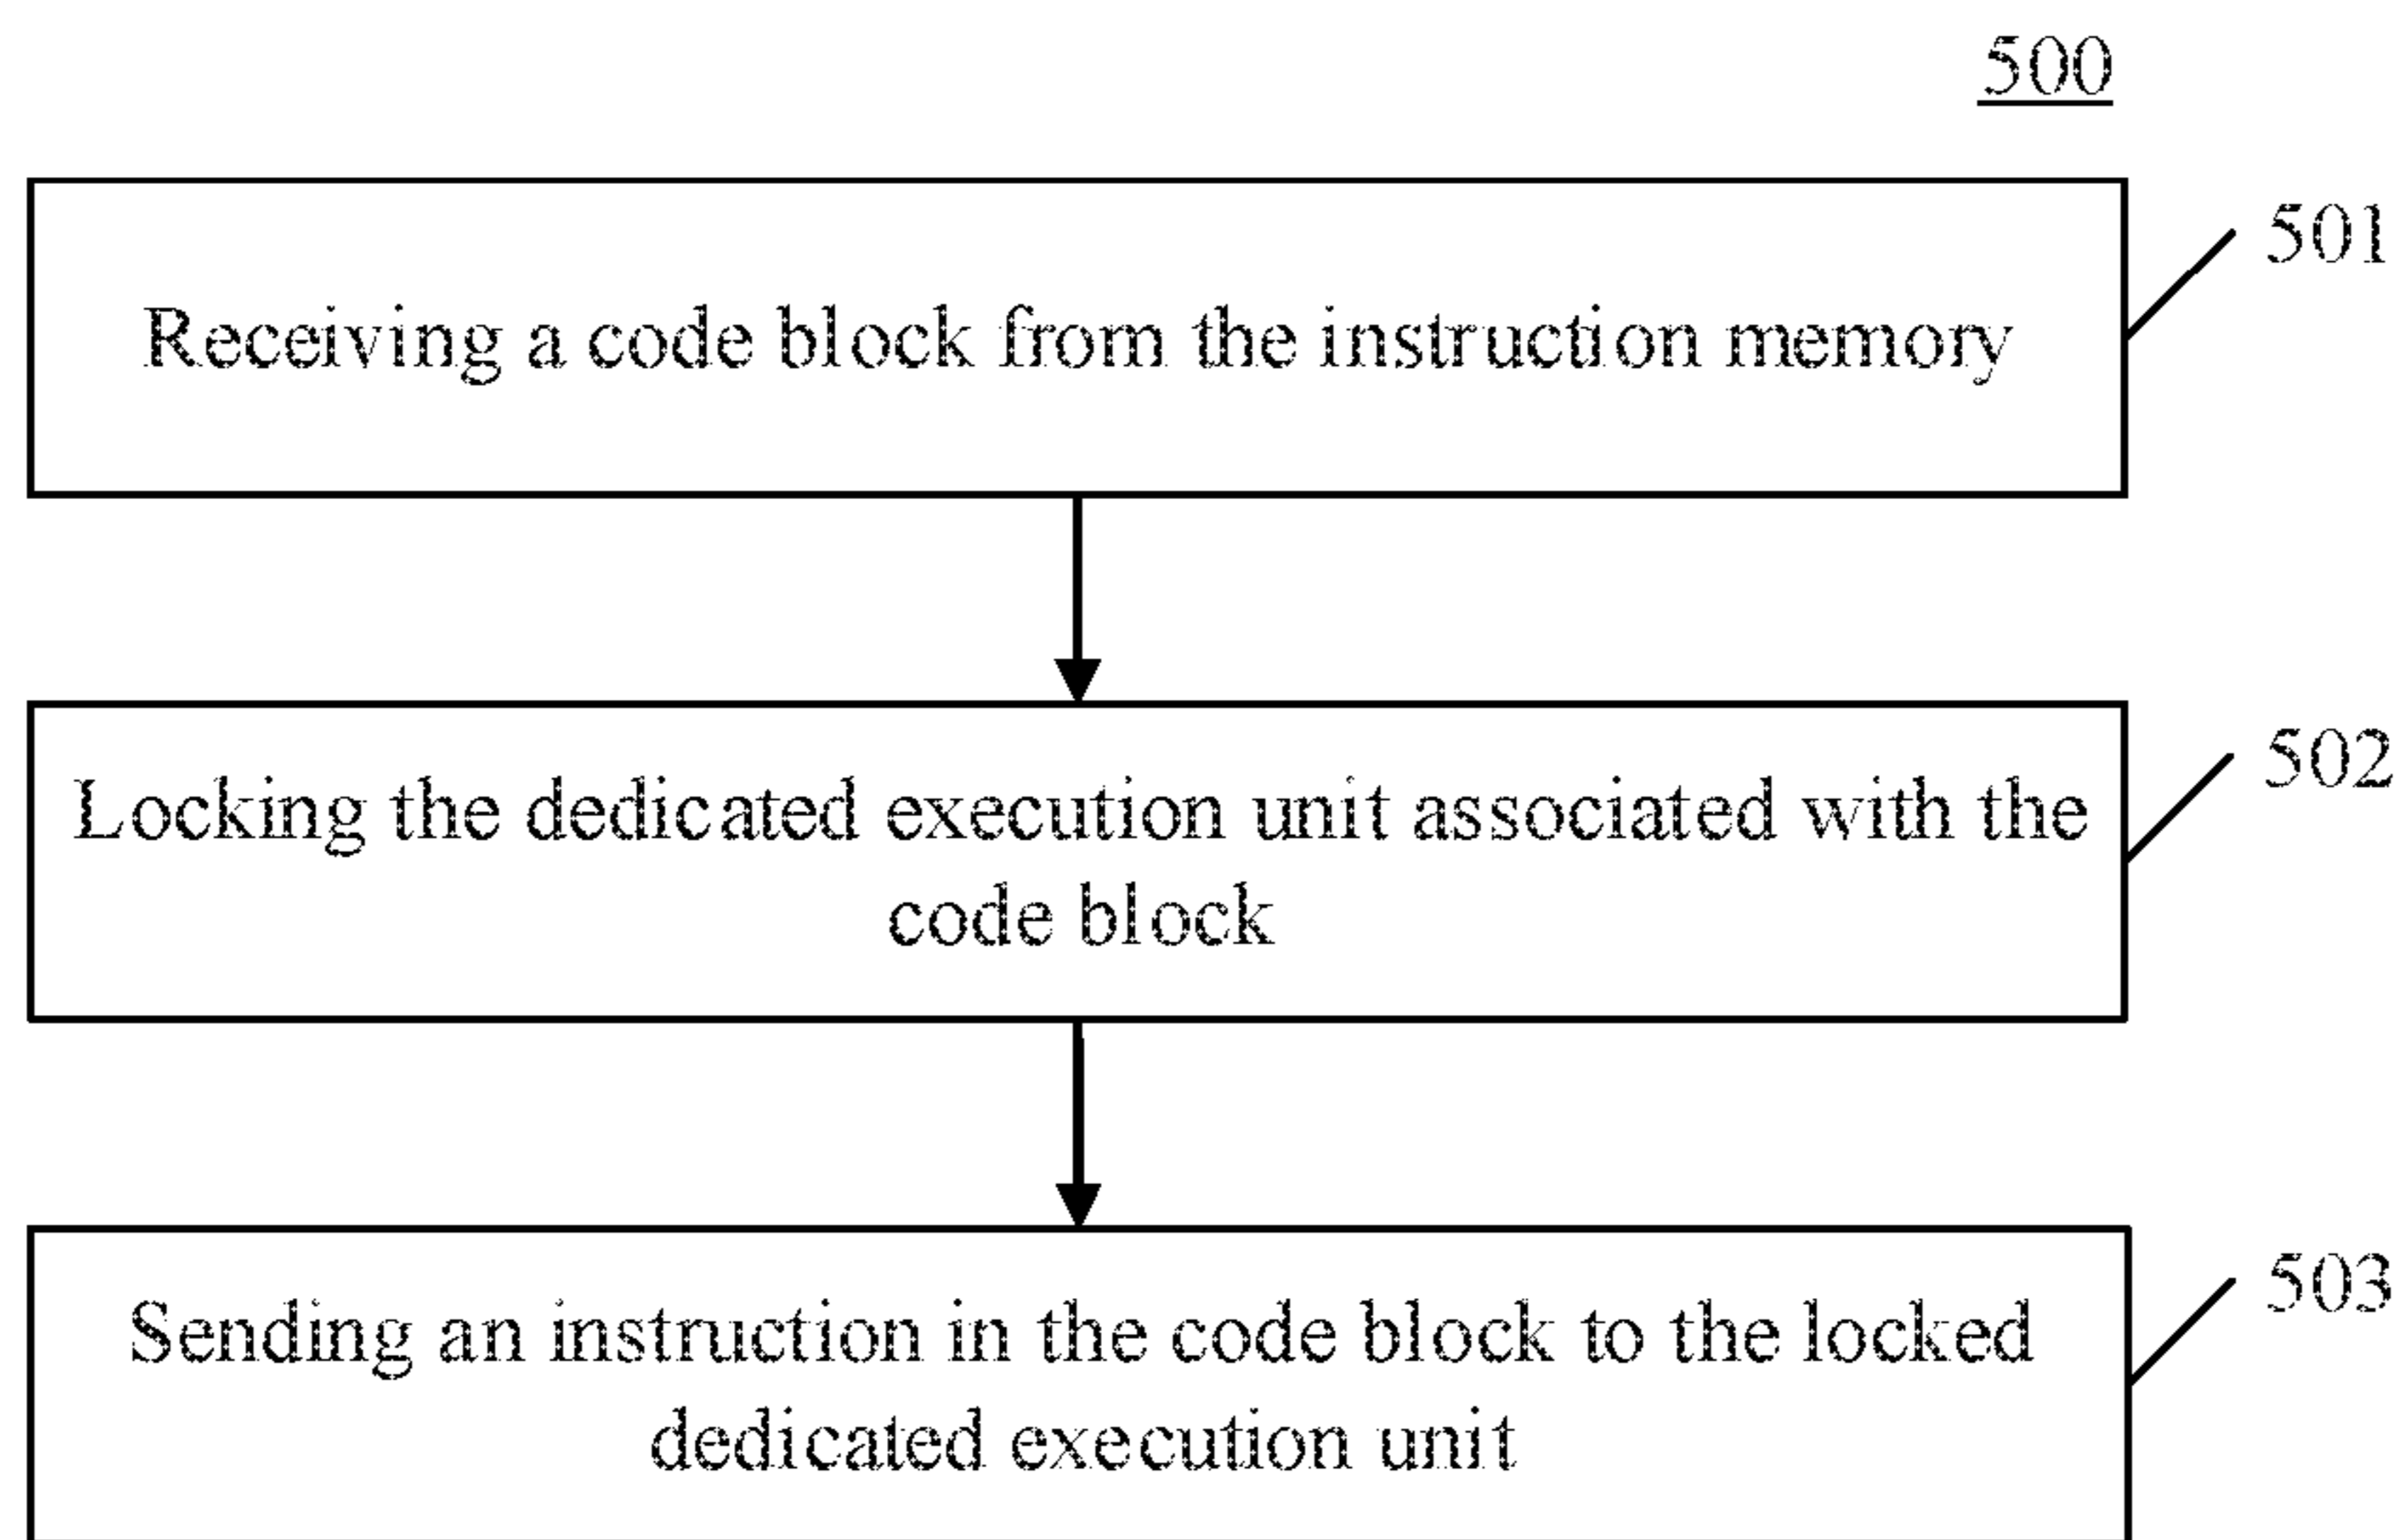 500
Receiving a code block from the instruction memory
501
Locking the dedicated execution unit associated with the
code block
502
Sending an instruction in the code block to the locked
dedicated execution unit
503